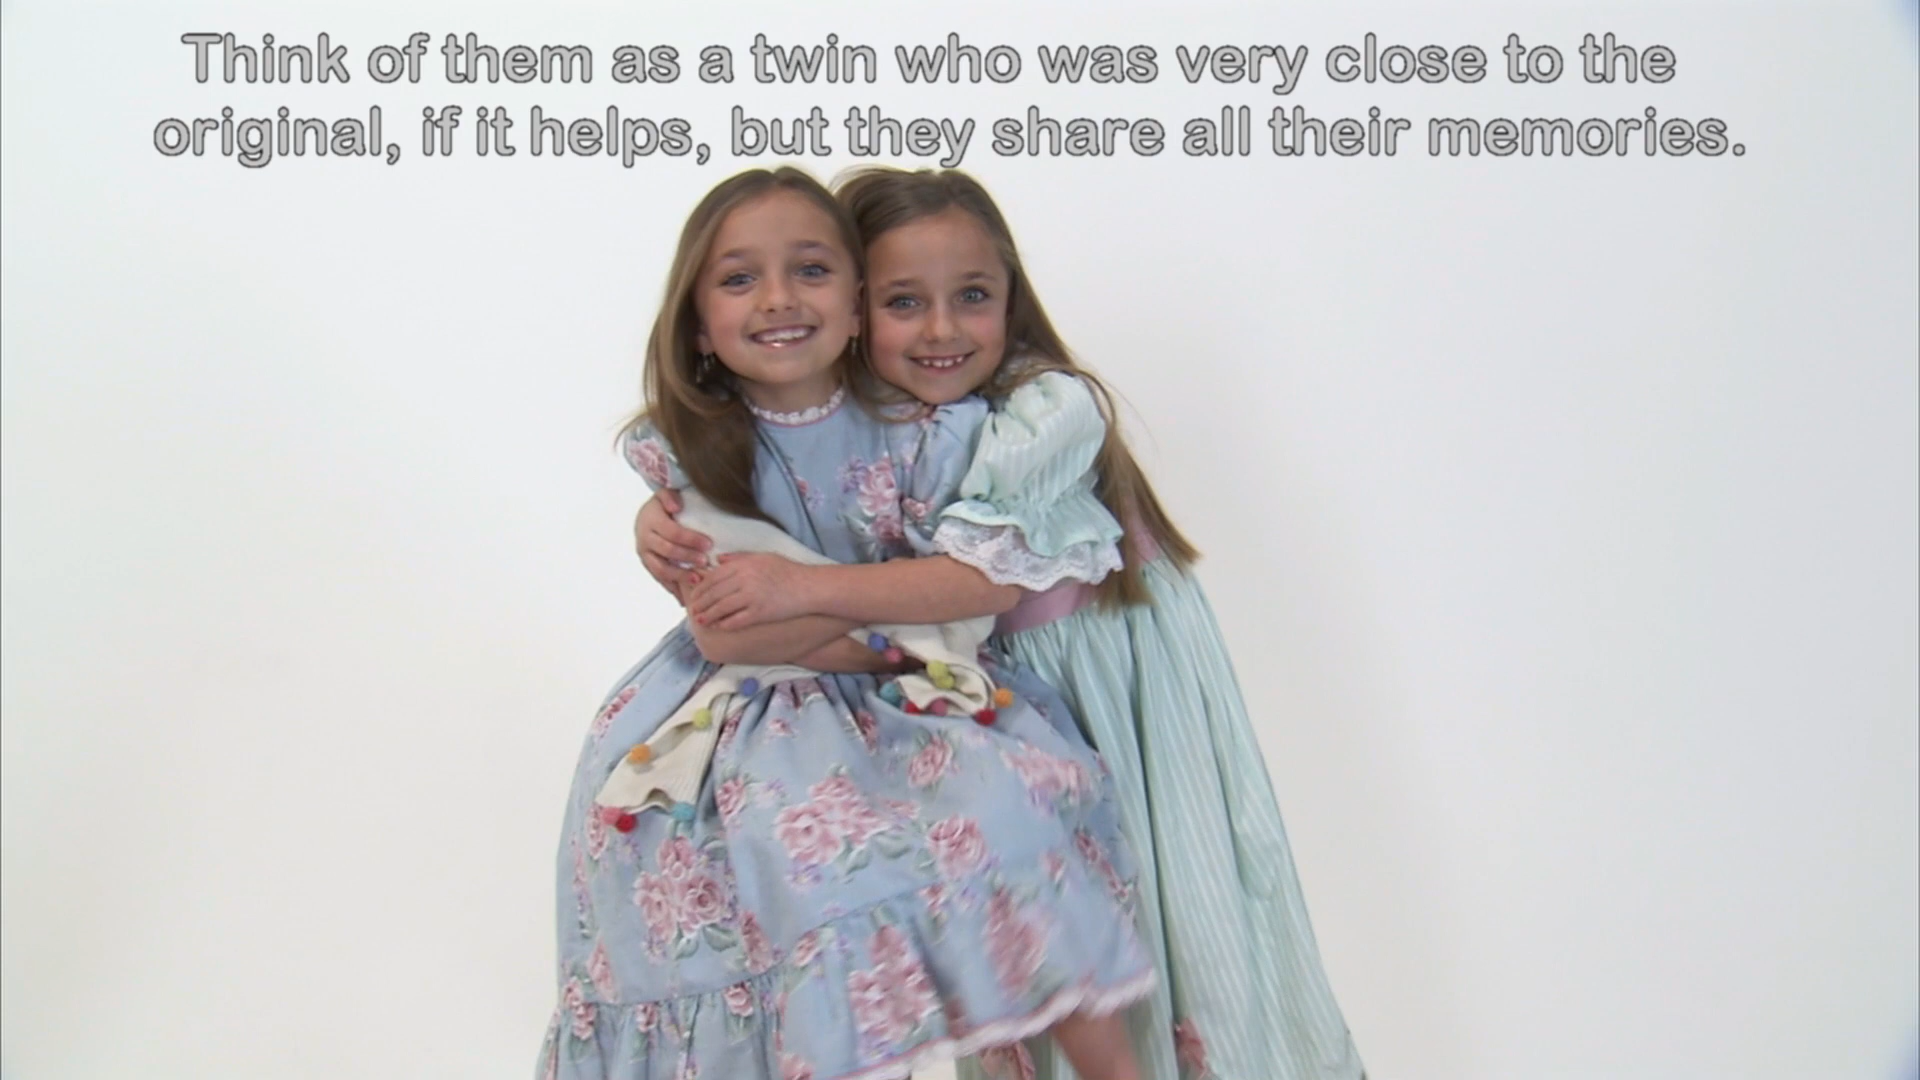 Think of them as a twin who was very close to the
original, if it helps, but they share all their memories.